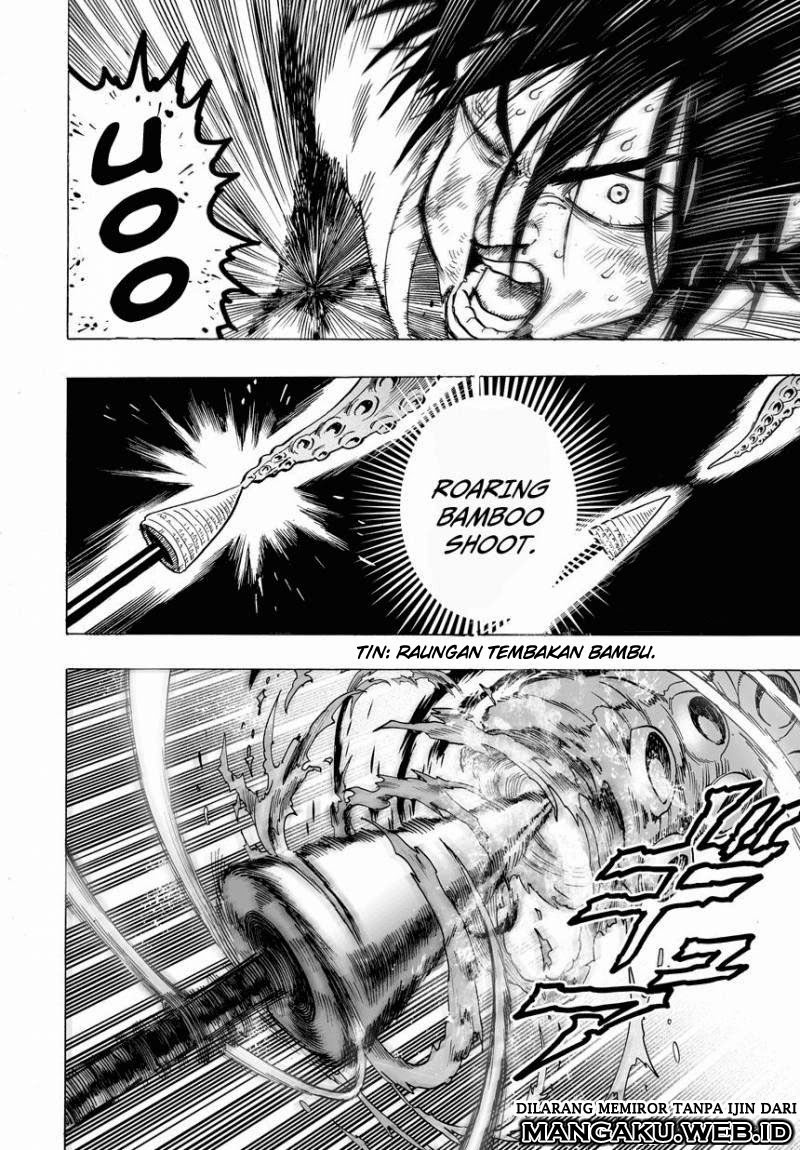 UOO
ROARING
BAMBOO
SHOOT.
TIN: RAUNGAN TEMBAKAN BAMBU.
DILARANG MEMIROR TANPA IJIN DARI
MANGAKU.WEB.ID